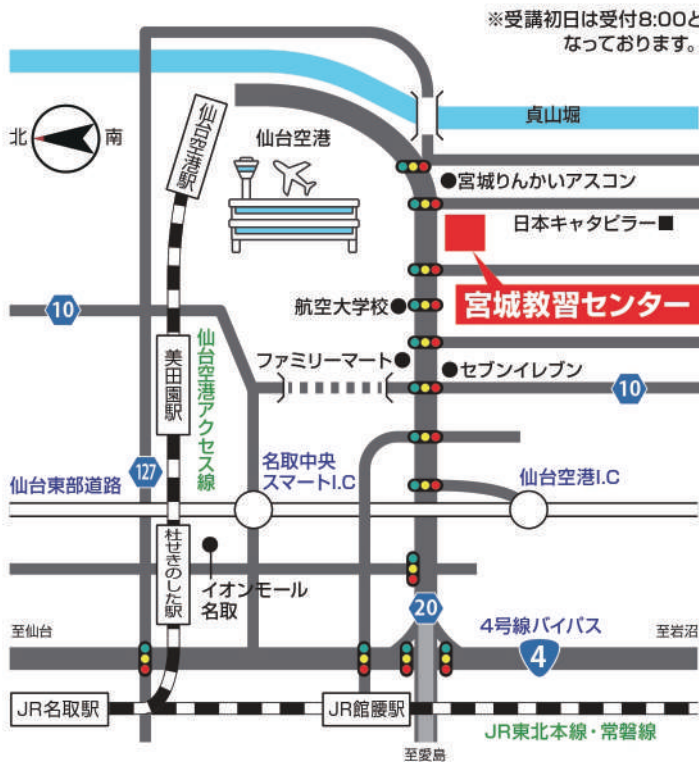 ※受講初日は受付8:00と
なっております。
貞山堀
北
南
仙台空港駅
仙台空港
宮城りんかいアスコン
日本キャタピラー
宮城教習センター
航空大学校
10
ファミリーマート
セブンイレブン
10
美田園駅
仙台空港アクセス線
127
仙台東部道路
名取中央
スマートI.C
仙台空港I.C
杜せきのした駅
イオンモール
名取
20
至仙台
4号線バイパス
至岩沼
4
JR名取駅
JR館腰駅
JR東北本線・常磐線
至愛島